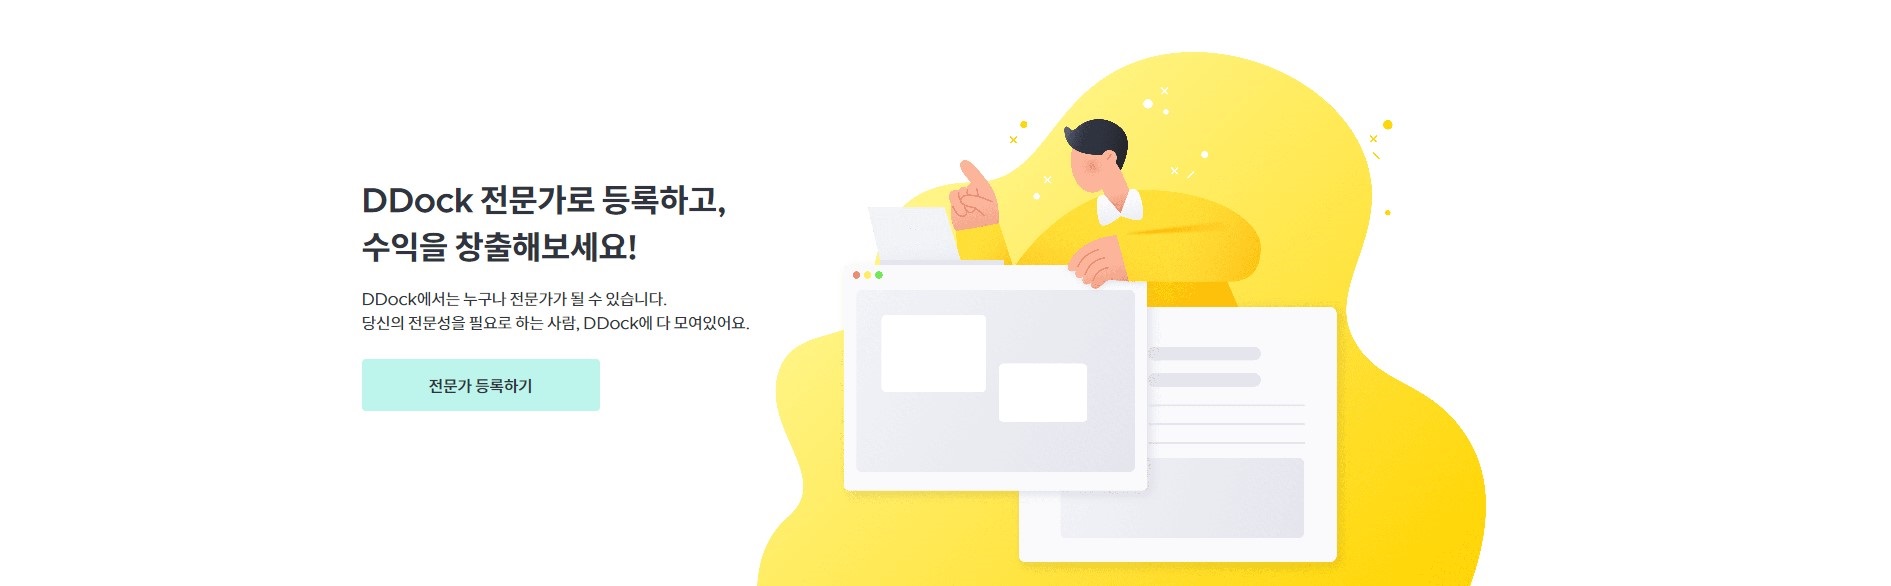 DDock 전문가로 등록하고,
수익을 창출해보세요!
DDock에서는 누구나 전문가가 될 수 있습니다.
당신의 전문성을 필요로 하는 사람, DDock에 다 모여있어요.
전문가 등록하기